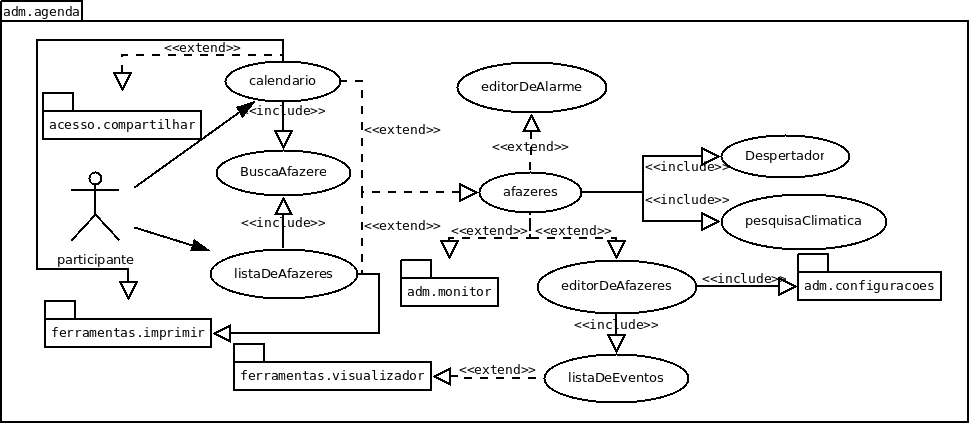 adm.agenda
<<extend>>
calendario
editorDeAlarme
acesso.compartilhar
<<include>>
<<extend>>
<<extend>>
Despertador
<<include>>
BuscaAfazere
afazeres
<<include>>
pesquisaClimatica
<<include>>
<<extend>>
<<extend>>
<<extend>>
participante
listaDeAfazeres
adm.monitor
editorDeAfazeres
<<include>>
adm.configuracoes
ferramentas.imprimir
<<include>>
ferramentas.visualizador
<<extend>>
listaDeEventos